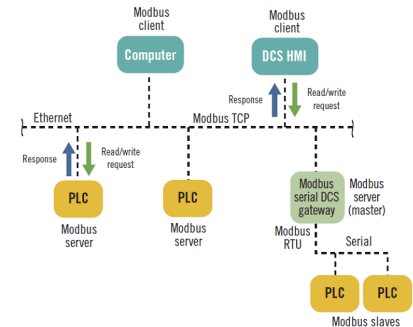 Modbus
client
Modbus
client
Computer
DCS HMI
Response
Read/write
request
Ethernet
Modbus TCP
Response
Read/write
request
PLC
Modbus
server
PLC
Modbus
server
Modbus
serial DCS
gateway
Modbus
server
(master)
Modbus
RTU
Serial
PLC
PLC
Modbus slaves